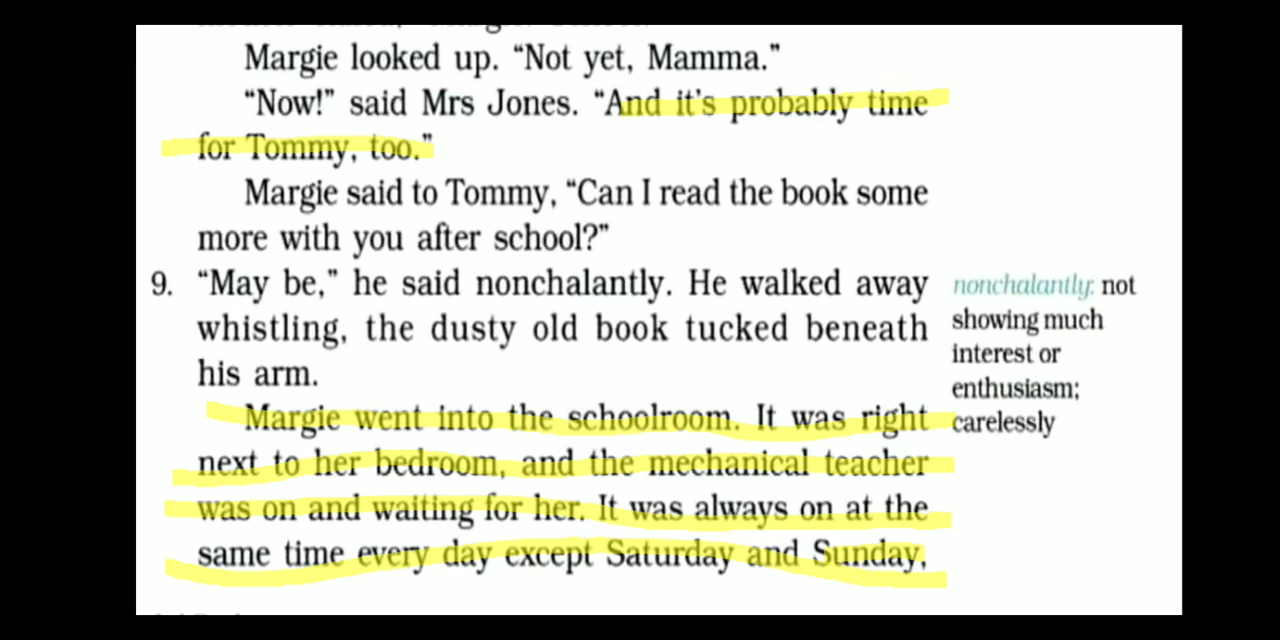 Margie looked up. “Not yet, Mamma.”
“Now!” said Mrs Jones. “And it’s probably time
for Tommy, too.”
Margie said to Tommy, “Can I read the book some
more with you after school?”
9. “May be,” he said nonchalantly. He walked away
whistling, the dusty old book tucked beneath
his arm.
nonchalantly: not
showing much
interest or
enthusiasm;
carelessly
Margie went into the schoolroom. It was right
next to her bedroom, and the mechanical teacher
was on and waiting for her. It was always on at the
same time every day except Saturday and Sunday,